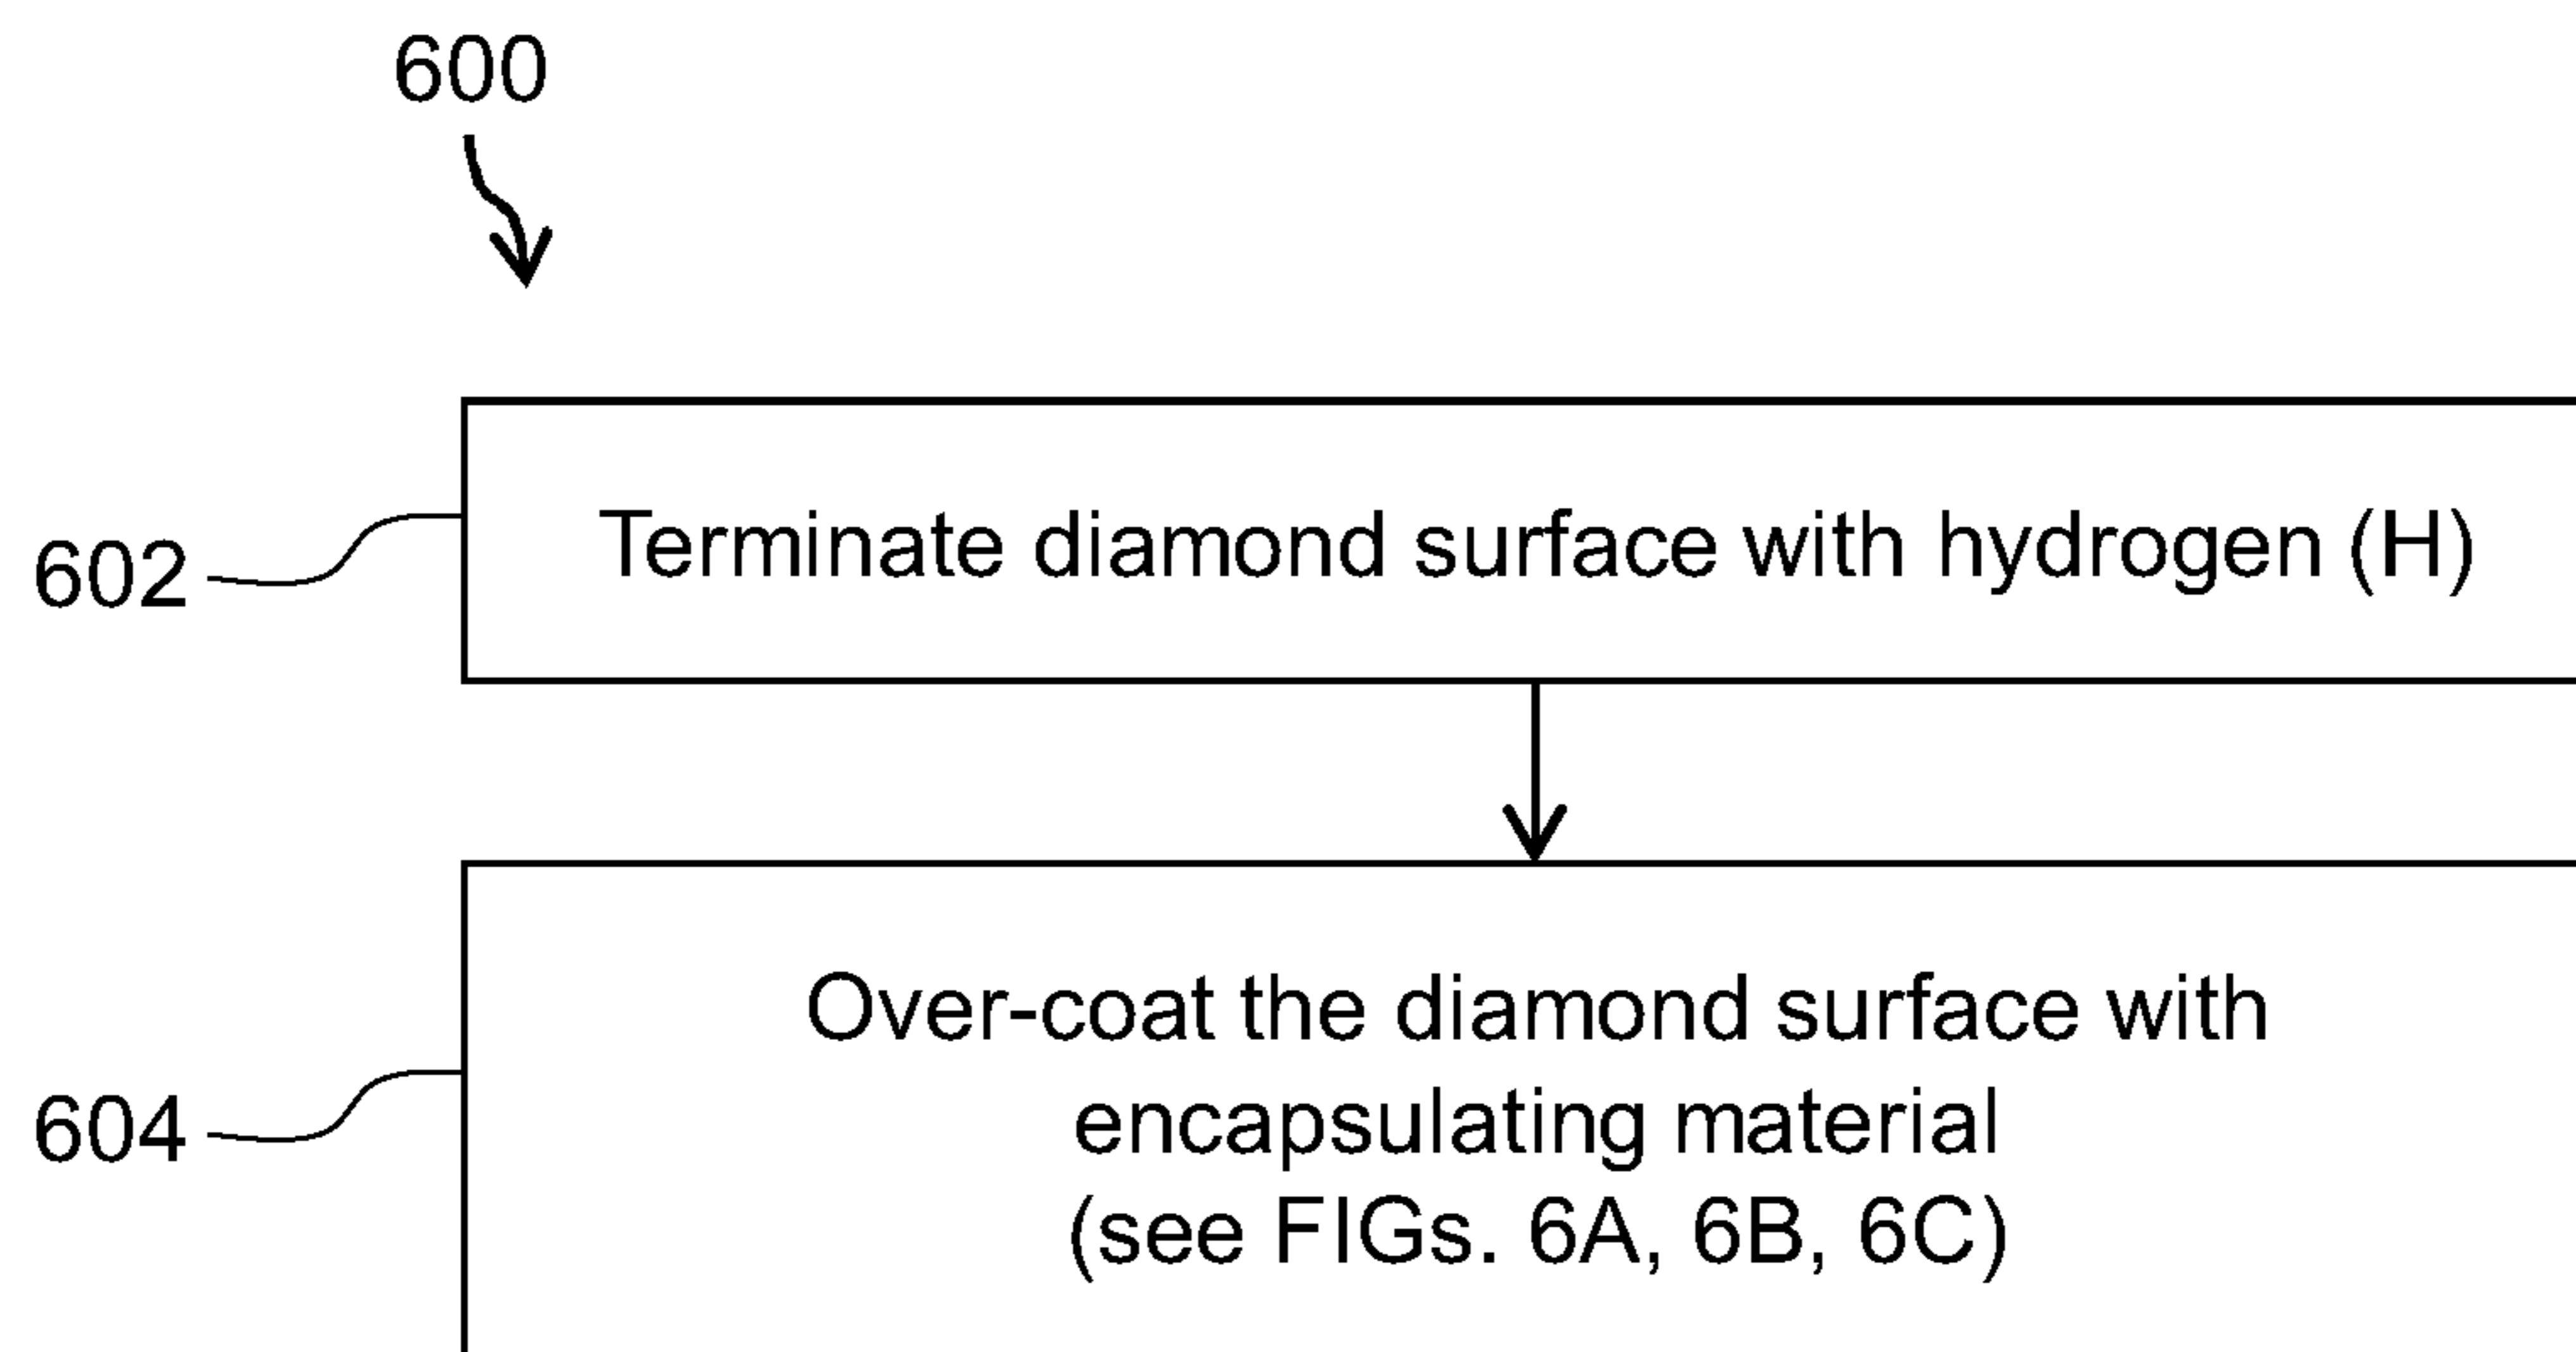 600
602
Terminate diamond surface with hydrogen (H)
604
Over-coat the diamond surface with
encapsulating material
(see FIGs. 6A, 6B, 6C)